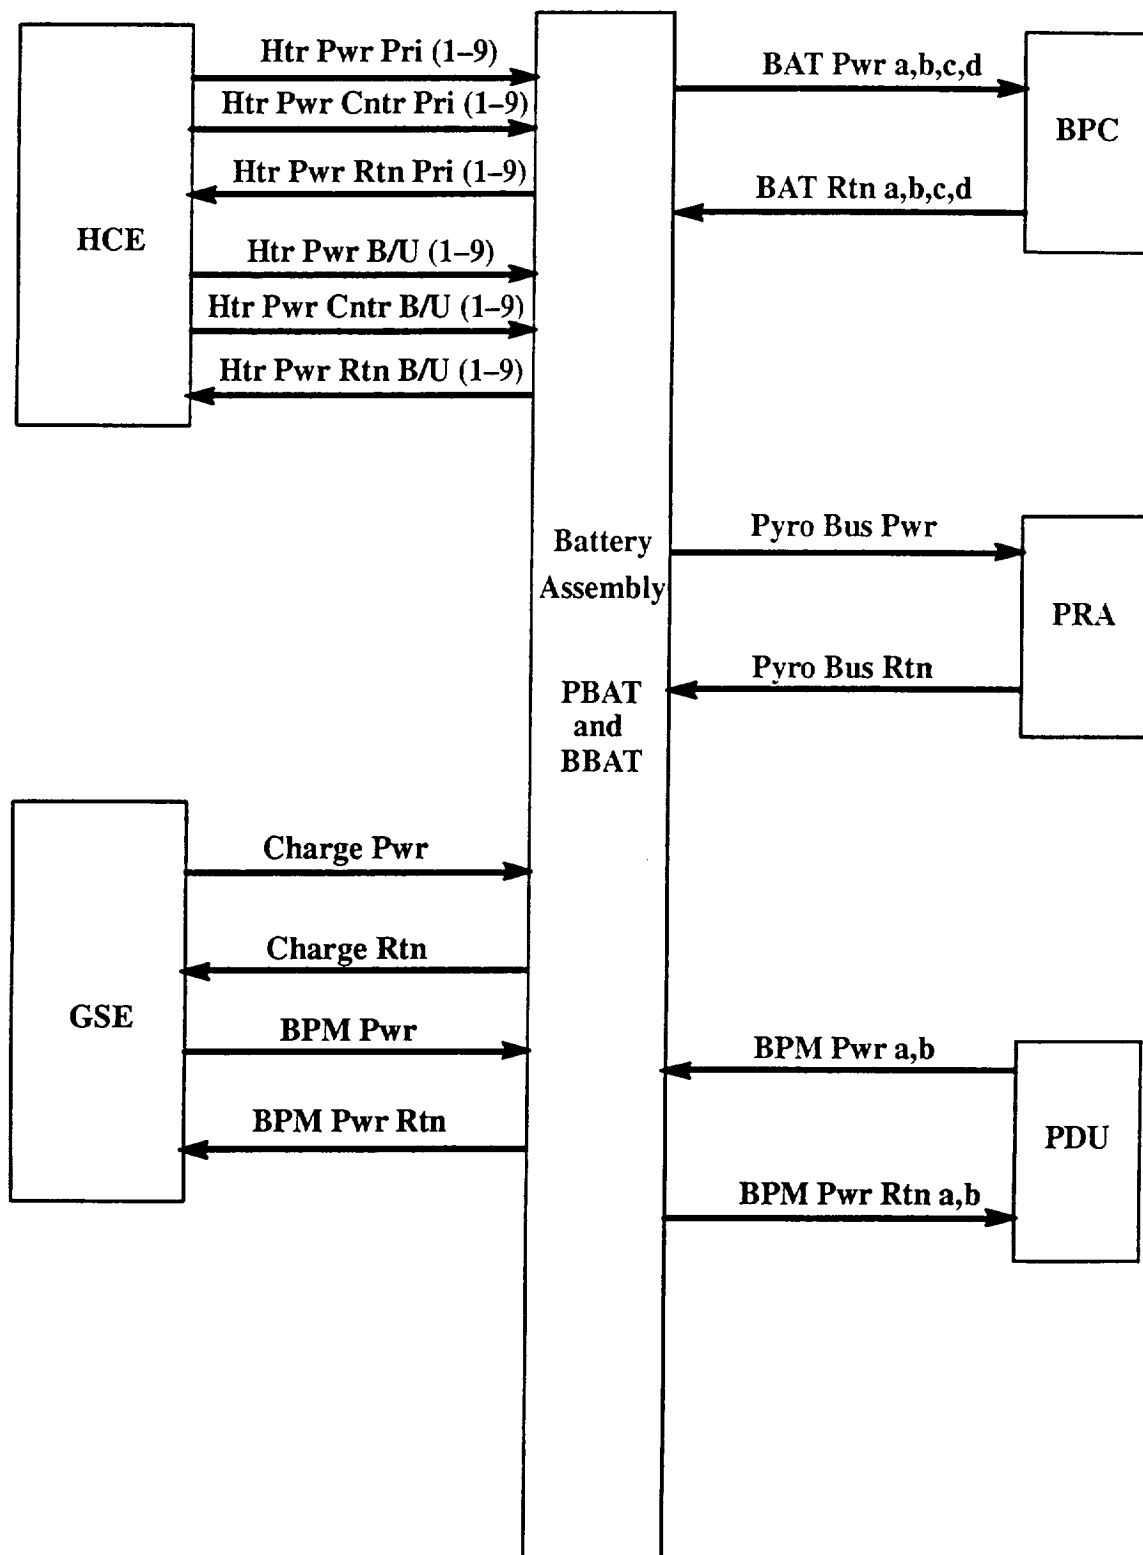 Htr Pwr Pri (1–9)
Htr Pwr Cntr Pri (1–9)
Htr Pwr Rtn Pri (1–9)
HCE
Htr Pwr B/U (1–9)
Htr Pwr Cntr B/U (1–9)
Htr Pwr Rtn B/U (1–9)
BAT Pwr a,b,c,d
BPC
BAT Rtn a,b,c,d
Battery
Assembly
PBAT
and
BBAT
Pyro Bus Pwr
PRA
Pyro Bus Rtn
Charge Pwr
Charge Rtn
GSE
BPM Pwr
BPM Pwr Rtn
BPM Pwr a,b
PDU
BPM Pwr Rtn a,b